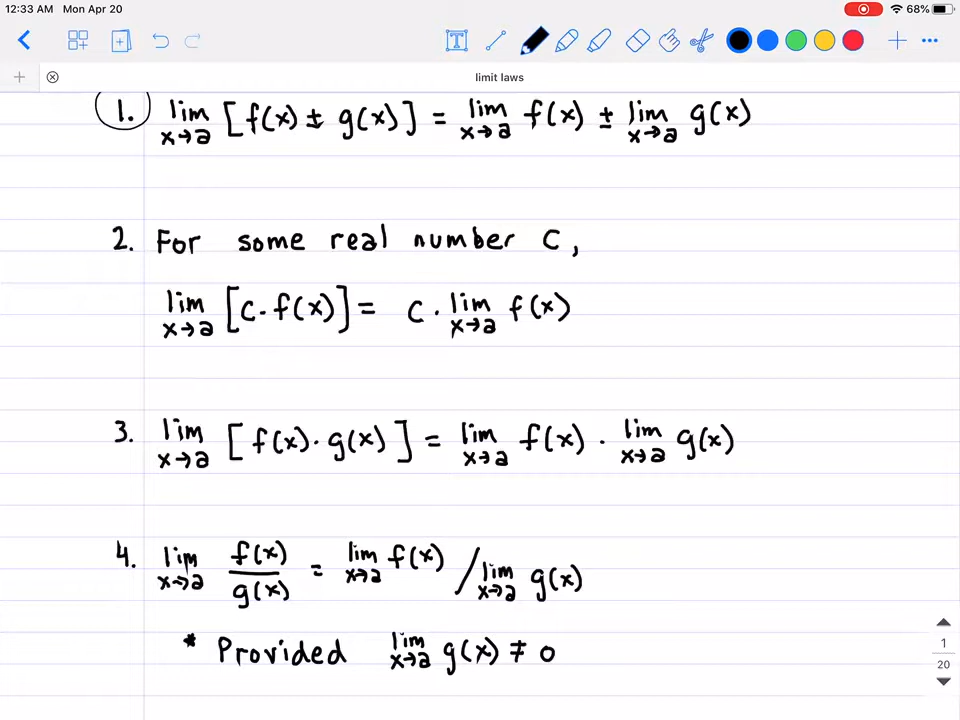 12:33 AM Mon Apr 20 68%
limit laws
1. lim x→a [f(x) ± g(x)] = lim x→a f(x) ± lim x→a g(x)
2. For some real number c,
lim x→a [c · f(x)] = c · lim x→a f(x)
3. lim x→a [f(x) · g(x)] = lim x→a f(x) · lim x→a g(x)
4. lim x→a f(x)/g(x) = lim x→a f(x) / lim x→a g(x)
* Provided lim x→a g(x) ≠ 0
1
20